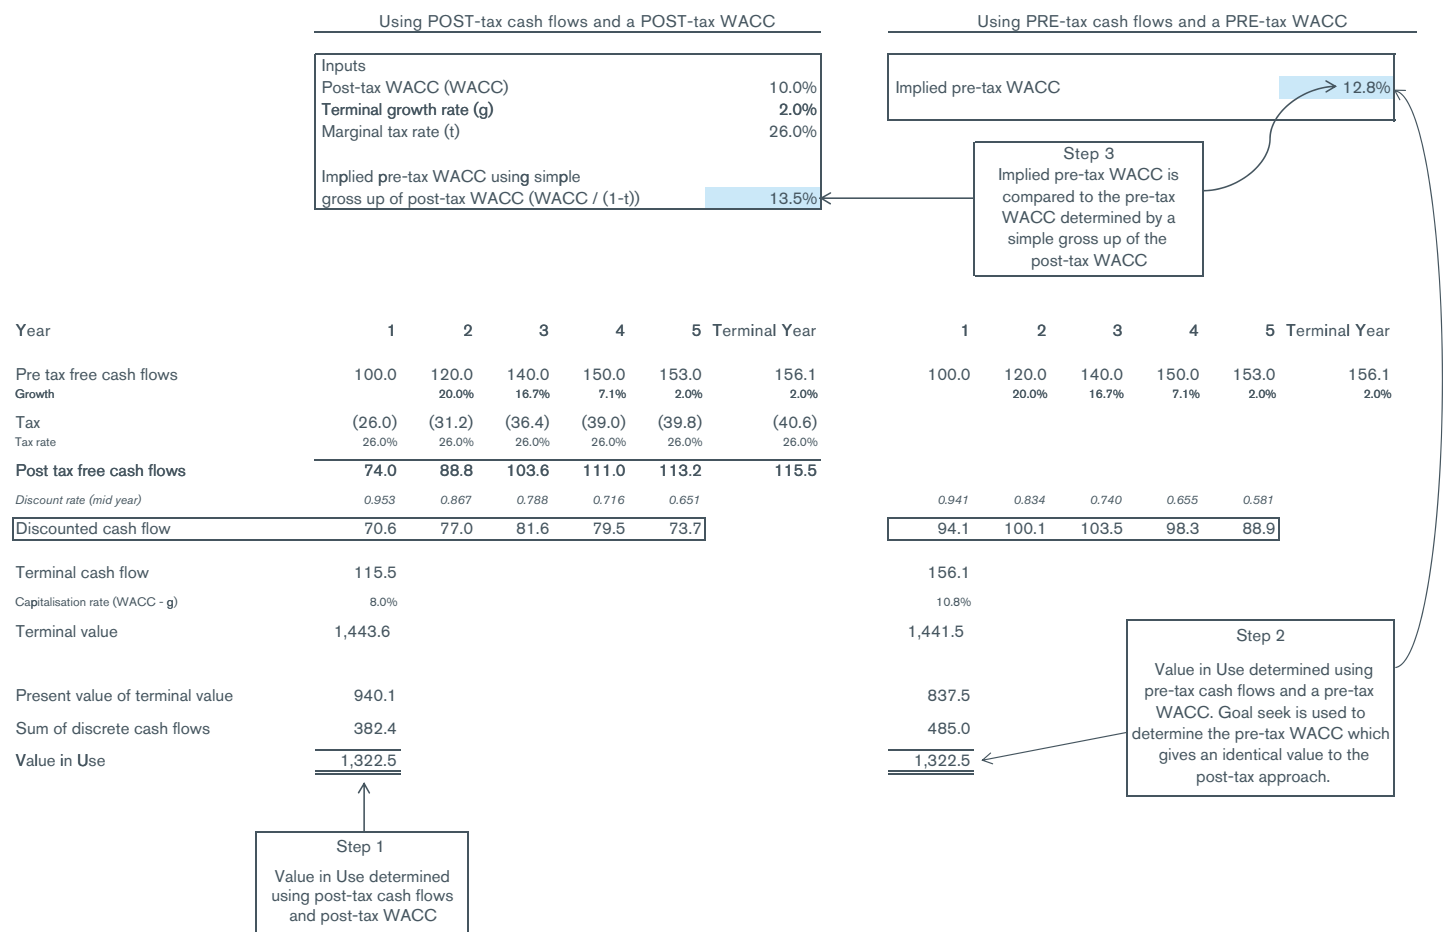 Using POST-tax cash flows and a POST-tax WACC
Using PRE-tax cash flows and a PRE-tax WACC
Inputs
Post-tax WACC (WACC) 10.0%
Terminal growth rate (g) 2.0%
Marginal tax rate (t) 26.0%
Implied pre-tax WACC using simple
gross up of post-tax WACC (WACC / (1-t)) 13.5%
Implied pre-tax WACC 12.8%
Step 3
Implied pre-tax WACC is
compared to the pre-tax
WACC determined by a
simple gross up of the
post-tax WACC
Year 1 2 3 4 5 Terminal Year 1 2 3 4 5 Terminal Year
Pre tax free cash flows 100.0 120.0 140.0 150.0 153.0 156.1 100.0 120.0 140.0 150.0 153.0 156.1
Growth 20.0% 16.7% 7.1% 2.0% 2.0% 20.0% 16.7% 7.1% 2.0% 2.0%
Tax (26.0) (31.2) (36.4) (39.0) (39.8) (40.6)
Tax rate 26.0% 26.0% 26.0% 26.0% 26.0% 26.0%
Post tax free cash flows 74.0 88.8 103.6 111.0 113.2 115.5
Discount rate (mid year) 0.953 0.867 0.788 0.716 0.651 0.941 0.834 0.740 0.655 0.581
Discounted cash flow 70.6 77.0 81.6 79.5 73.7 94.1 100.1 103.5 98.3 88.9
Terminal cash flow 115.5 156.1
Capitalisation rate (WACC - g) 8.0% 10.8%
Terminal value 1,443.6 1,441.5
Present value of terminal value 940.1 837.5
Sum of discrete cash flows 382.4 485.0
Value in Use 1,322.5 1,322.5
Step 2
Value in Use determined using
pre-tax cash flows and a pre-tax
WACC. Goal seek is used to
determine the pre-tax WACC which
gives an identical value to the
post-tax approach.
Step 1
Value in Use determined
using post-tax cash flows
and post-tax WACC